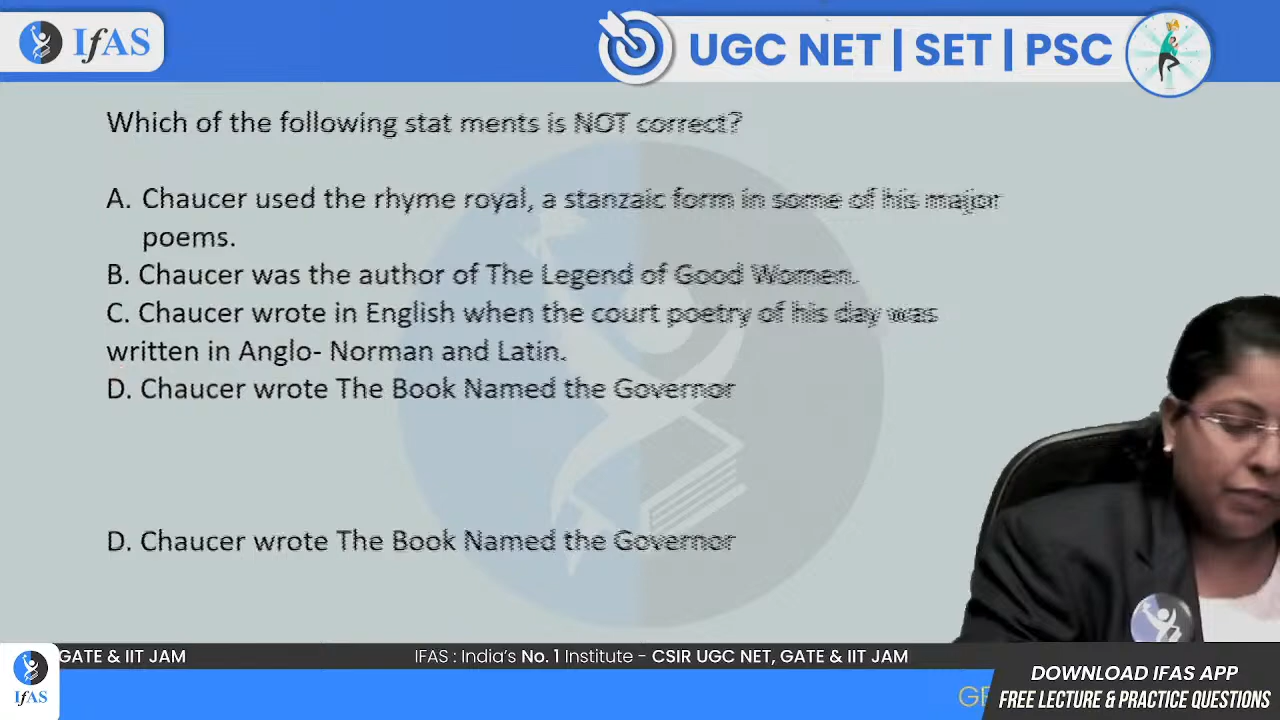 IfAS
UGC NET | SET | PSC
Which of the following stat ments is NOT correct?
A. Chaucer used the rhyme royal, a stanzaic form in some of his major
poems.
B. Chaucer was the author of The Legend of Good Women.
C. Chaucer wrote in English when the court poetry of his day was
written in Anglo- Norman and Latin.
D. Chaucer wrote The Book Named the Governor
D. Chaucer wrote The Book Named the Governor
GATE & IIT JAM
IFAS : India's No. 1 Institute - CSIR UGC NET, GATE & IIT JAM
IfAS
DOWNLOAD IFAS APP
FREE LECTURE & PRACTICE QUESTIONS